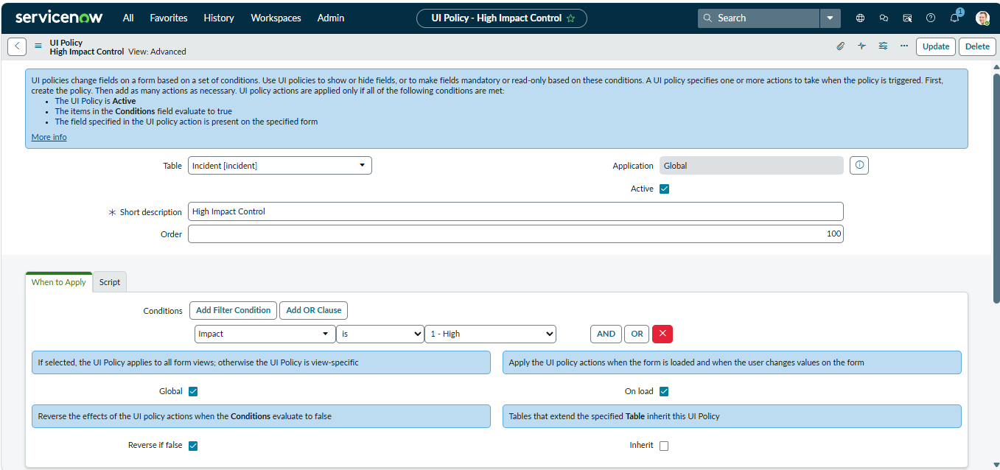 servicenow All Favorites History Workspaces Admin UI Policy - High Impact Control Search 1
UI Policy
High Impact Control View: Advanced Update Delete
UI policies change fields on a form based on a set of conditions. Use UI policies to show or hide fields, or to make fields mandatory or read-only based on these conditions. A UI policy specifies one or more actions to take when the policy is triggered. First,
create the policy. Then add as many actions as necessary. UI policy actions are applied only if all of the following conditions are met:
• The UI Policy is Active
• The items in the Conditions field evaluate to true
• The field specified in the UI policy action is present on the specified form
More info
Table Incident [incident] Application Global
Active
Short description High Impact Control
Order 100
When to Apply Script
Conditions Add Filter Condition Add OR Clause
Impact is 1 - High AND OR
If selected, the UI Policy applies to all form views; otherwise the UI Policy is view-specific Apply the UI policy actions when the form is loaded and when the user changes values on the form
Global On load
Reverse the effects of the UI policy actions when the Conditions evaluate to false Tables that extend the specified Table inherit this UI Policy
Reverse if false Inherit